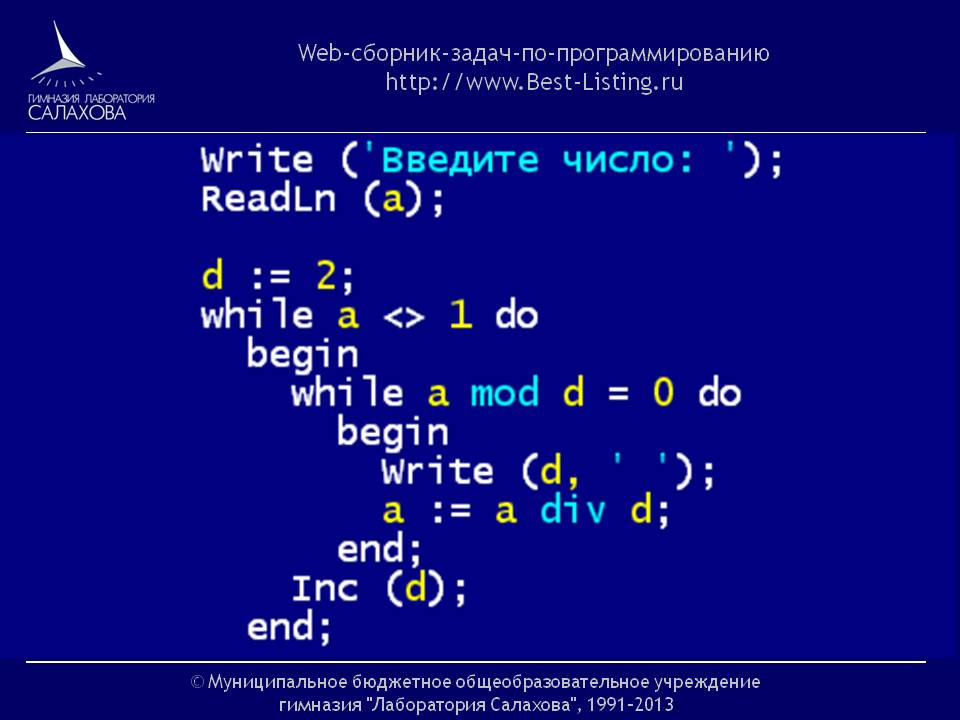 Web-сборник-задач-по-программированию
http://www.Best-Listing.ru
ГИМНАЗИЯ ЛАБОРАТОРИЯ
САЛАХОВА
Write ('Введите число: ');
ReadLn (a);
d := 2;
while a <> 1 do
begin
while a mod d = 0 do
begin
Write (d, ' ');
a := a div d;
end;
Inc (d);
end;
© Муниципальное бюджетное общеобразовательное учреждение
гимназия "Лаборатория Салахова", 1991-2013